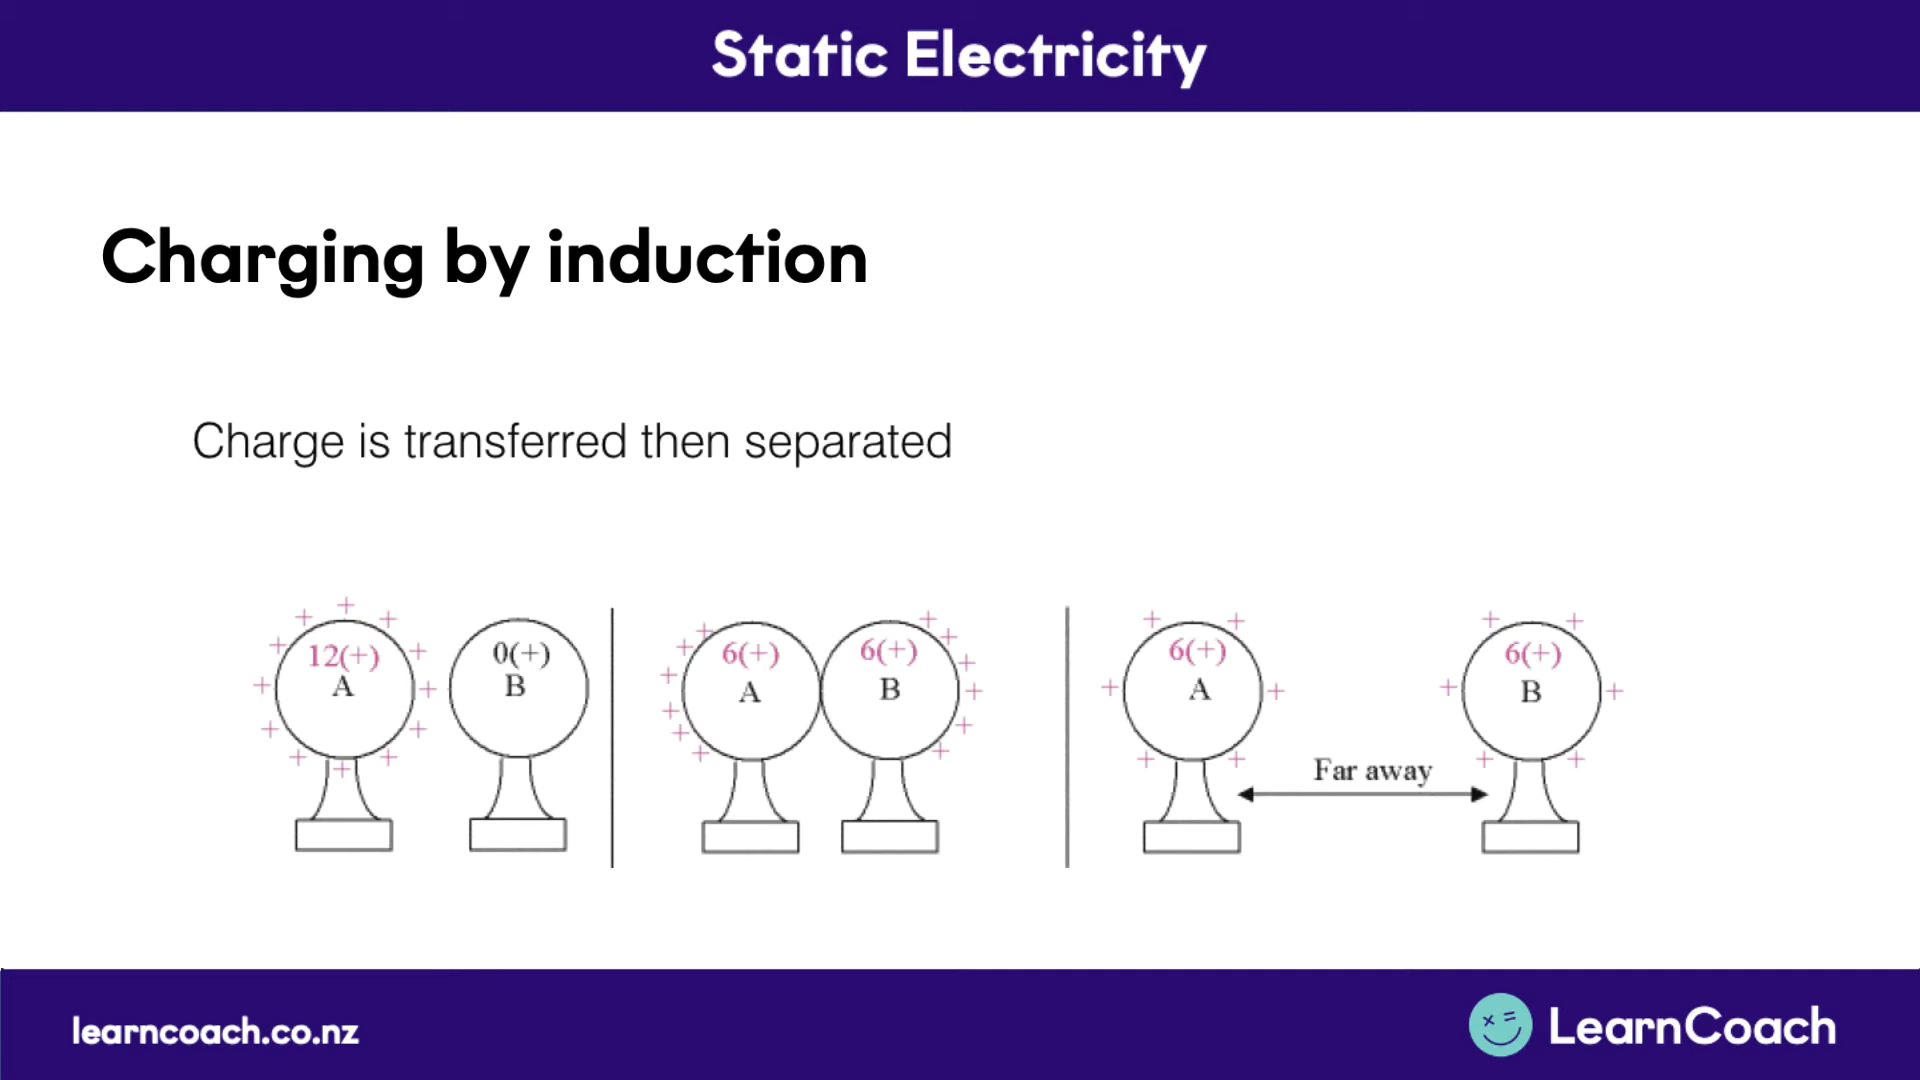 Static Electricity
Charging by induction
Charge is transferred then separated
12(+)
A
0(+)
B
6(+)
A
6(+)
B
6(+)
A
Far away
6(+)
B
learncoach.co.nz
LearnCoach